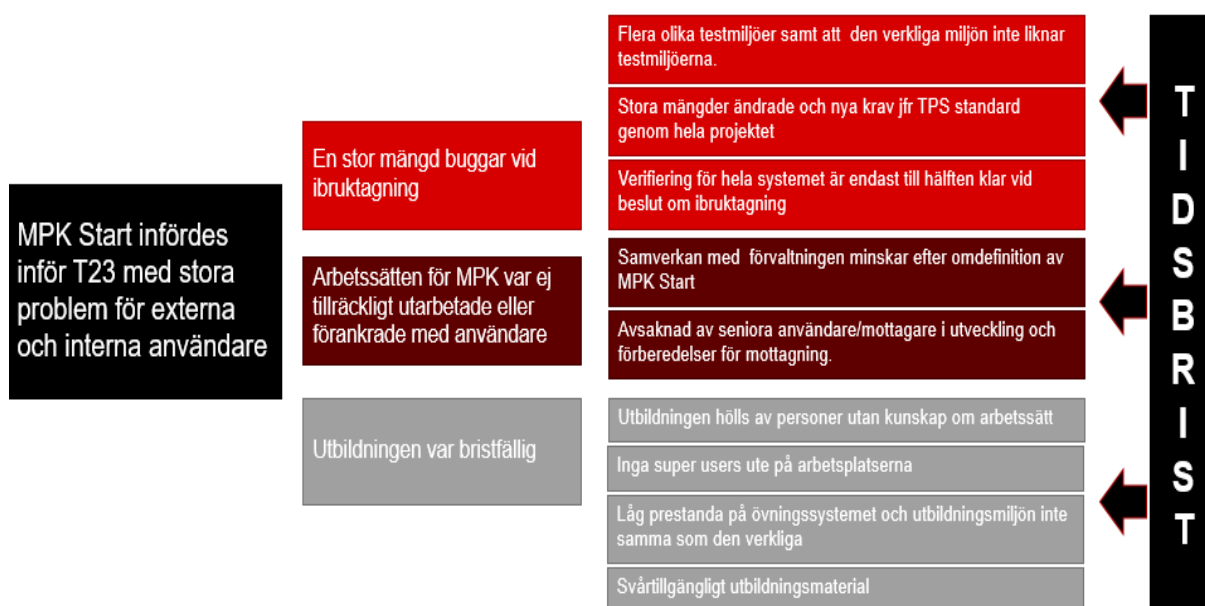 MPK Start infördes
inför T23 med stora
problem för externa
och interna användare
En stor mängd buggar vid
ibruktagning
Flera olika testmiljöer samt att den verkliga miljön inte liknar
testmiljöerna.
Stora mängder ändrade och nya krav jfr TPS standard
genom hela projektet
Verifiering för hela systemet är endast till hälften klar vid
beslut om ibruktagning
Arbetssätten för MPK var ej
tillräckligt utarbetade eller
förankrade med användare
Samverkan med förvaltningen minskar efter omdefinition av
MPK Start
Avsaknad av seniora användare/mottagare i utveckling och
förberedelser för mottagning.
Utbildningen var bristfällig
Utbildningen hölls av personer utan kunskap om arbetssätt
Inga super users ute på arbetsplatserna
Låg prestanda på övningssystemet och utbildningsmiljön inte
samma som den verkliga
Svårtillgängligt utbildningsmaterial
T
I
D
S
B
R
I
S
T